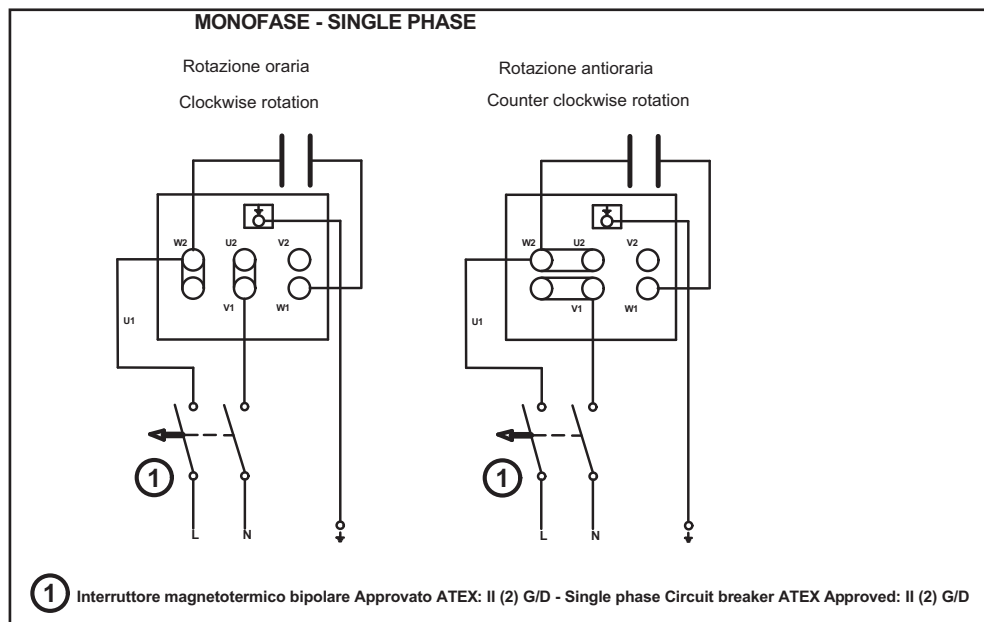 MONOFASE - SINGLE PHASE
Rotazione oraria
Clockwise rotation
Rotazione antioraria
Counter clockwise rotation
W2 U2 V2
U1 V1 W1
1
L N
W2 U2 V2
U1 V1 W1
1
L N
1 Interruttore magnetotermico bipolare Approvato ATEX: II (2) G/D - Single phase Circuit breaker ATEX Approved: II (2) G/D